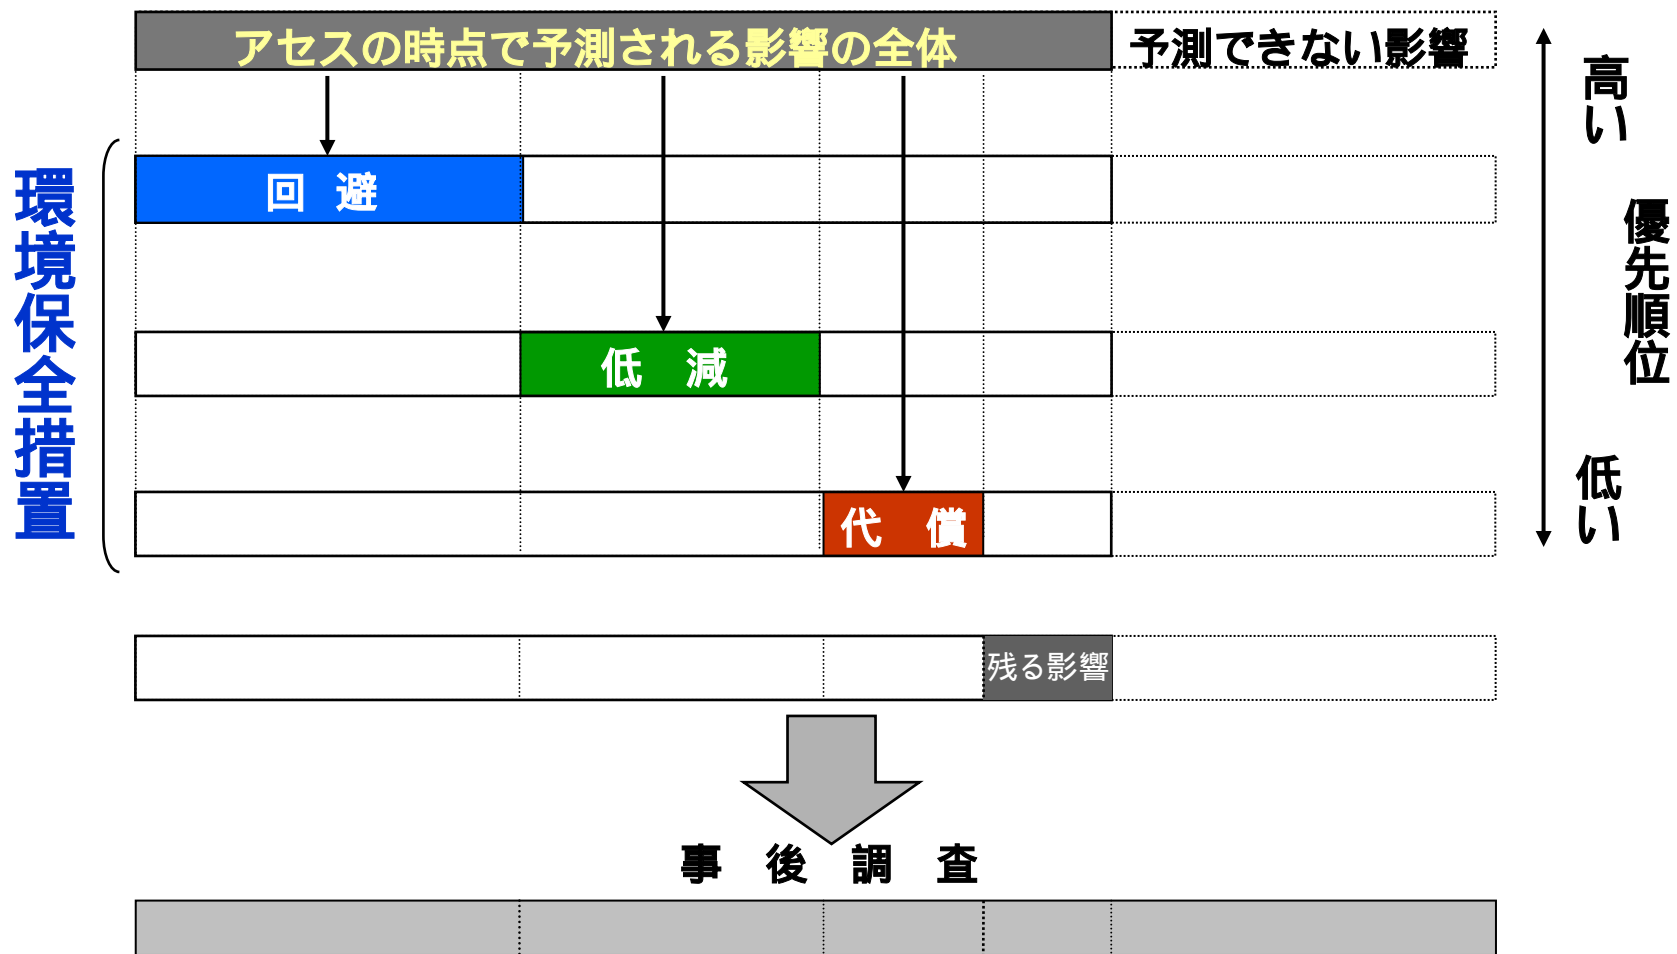 アセスの時点で予測される影響の全体
予測できない影響
高い
回 避
環境保全措置
優先順位
低 減
低い
代 償
残る影響
事 後 調 査